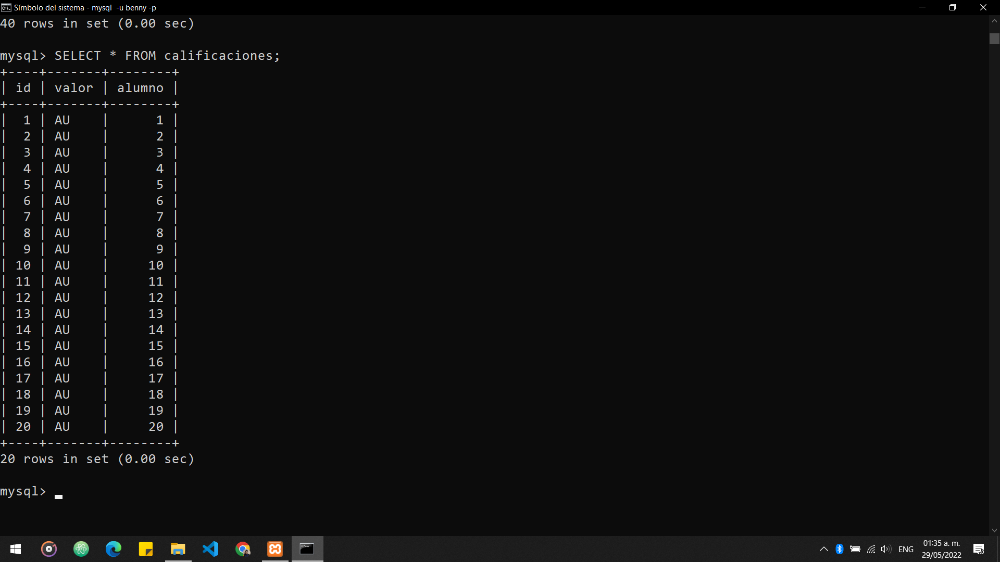 Símbolo del sistema - mysql  -u benny -p
40 rows in set (0.00 sec)
mysql> SELECT * FROM calificaciones;
+----+-------+--------+
| id | valor | alumno |
+----+-------+--------+
|  1 | AU    |      1 |
|  2 | AU    |      2 |
|  3 | AU    |      3 |
|  4 | AU    |      4 |
|  5 | AU    |      5 |
|  6 | AU    |      6 |
|  7 | AU    |      7 |
|  8 | AU    |      8 |
|  9 | AU    |      9 |
| 10 | AU    |     10 |
| 11 | AU    |     11 |
| 12 | AU    |     12 |
| 13 | AU    |     13 |
| 14 | AU    |     14 |
| 15 | AU    |     15 |
| 16 | AU    |     16 |
| 17 | AU    |     17 |
| 18 | AU    |     18 |
| 19 | AU    |     19 |
| 20 | AU    |     20 |
+----+-------+--------+
20 rows in set (0.00 sec)
mysql>
ENG
01:35 a. m.
29/05/2022